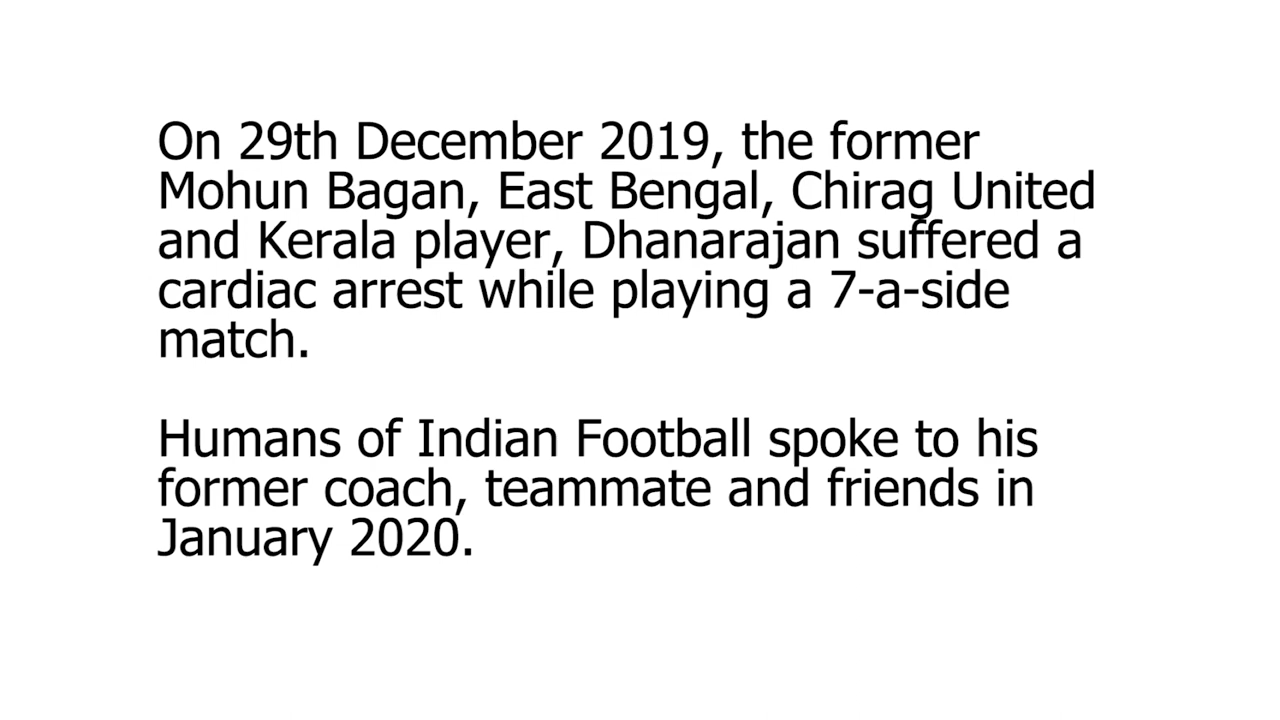 On 29th December 2019, the former
Mohun Bagan, East Bengal, Chirag United
and Kerala player, Dhanarajan suffered a
cardiac arrest while playing a 7-a-side
match.
Humans of Indian Football spoke to his
former coach, teammate and friends in
January 2020.